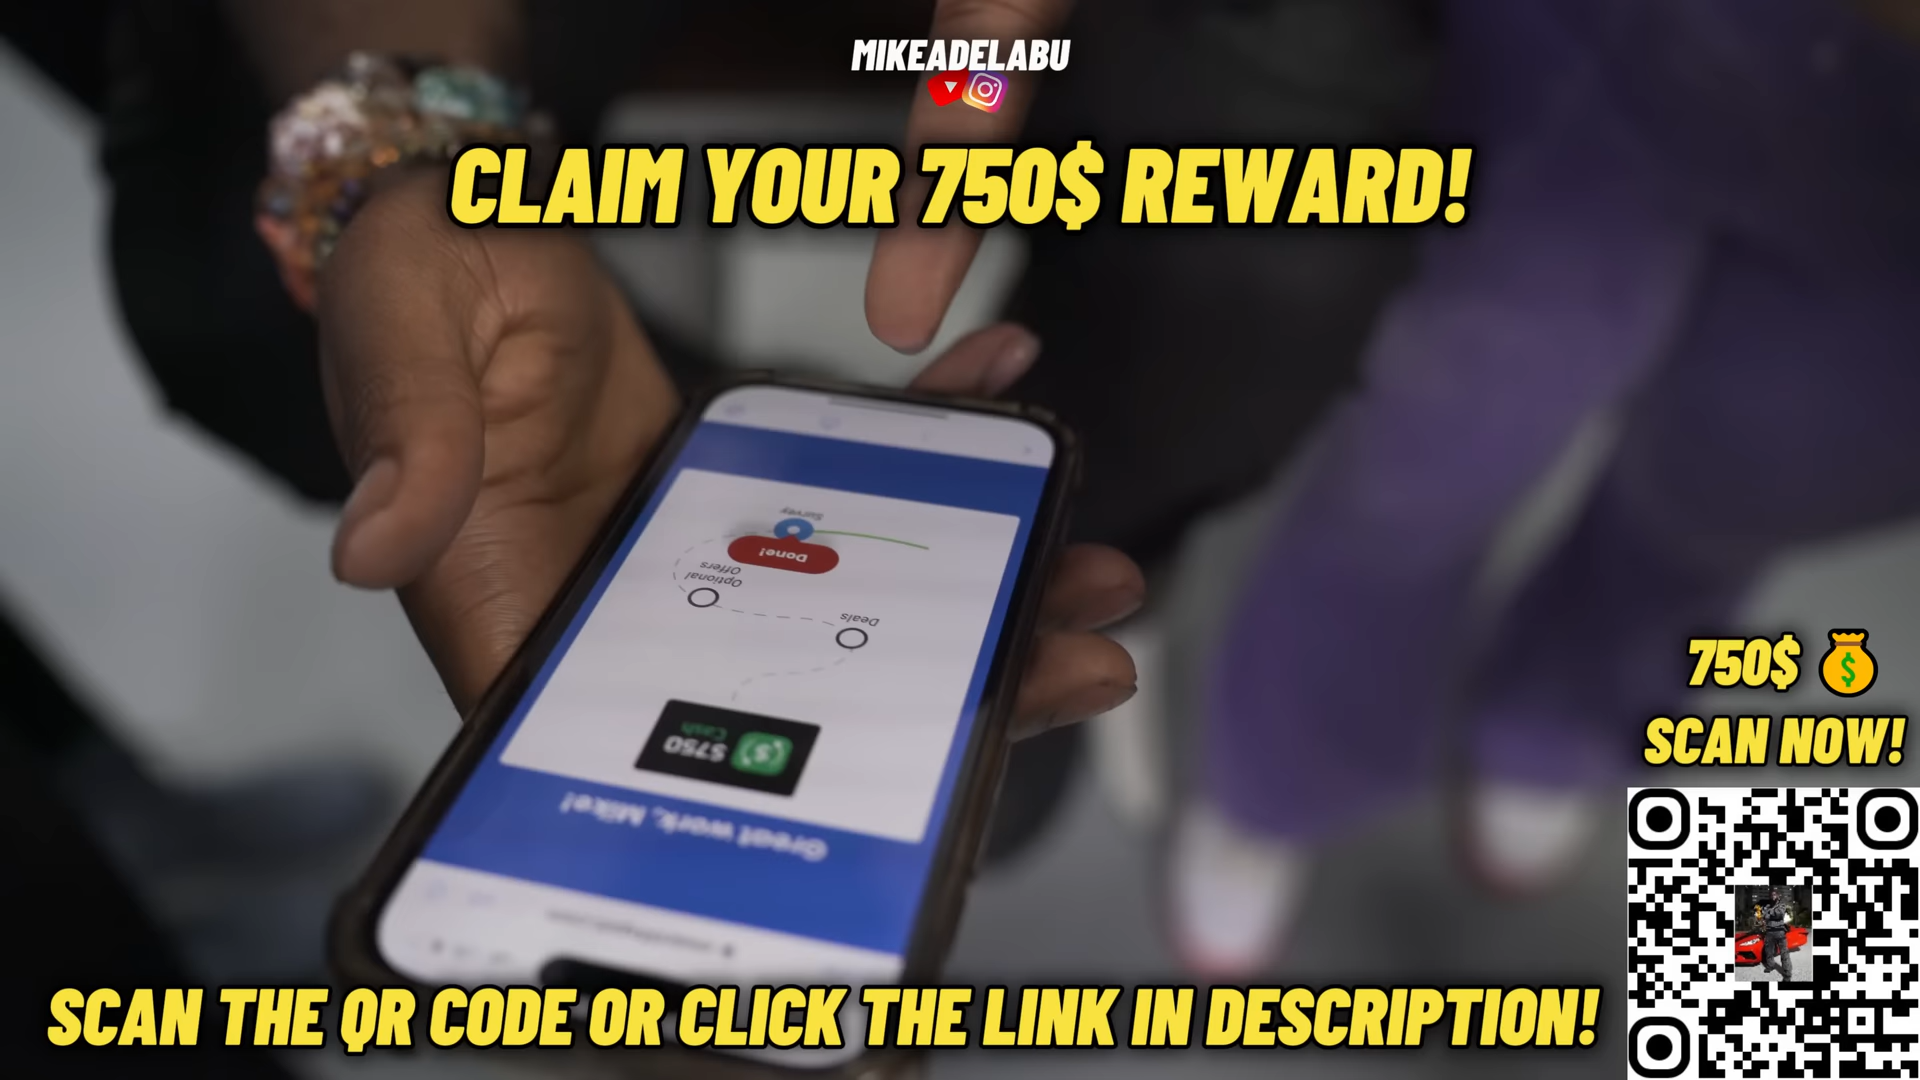 MIKEADELABU
CLAIM YOUR 750$ REWARD!
Survey
Done!
Optional
Offers
Deals
$750
Cash
Great work, Mike!
750$
SCAN NOW!
SCAN THE QR CODE OR CLICK THE LINK IN DESCRIPTION!